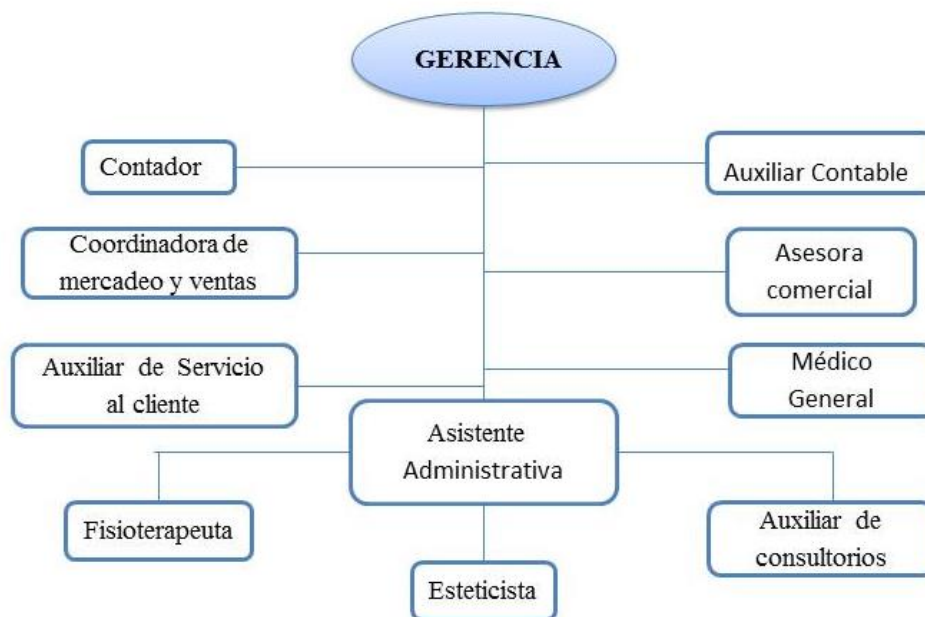 GERENCIA
Contador
Auxiliar Contable
Coordinadora de
mercadeo y ventas
Asesora
comercial
Auxiliar de Servicio
al cliente
Médico
General
Asistente
Administrativa
Fisioterapeuta
Auxiliar de
consultorios
Esteticista